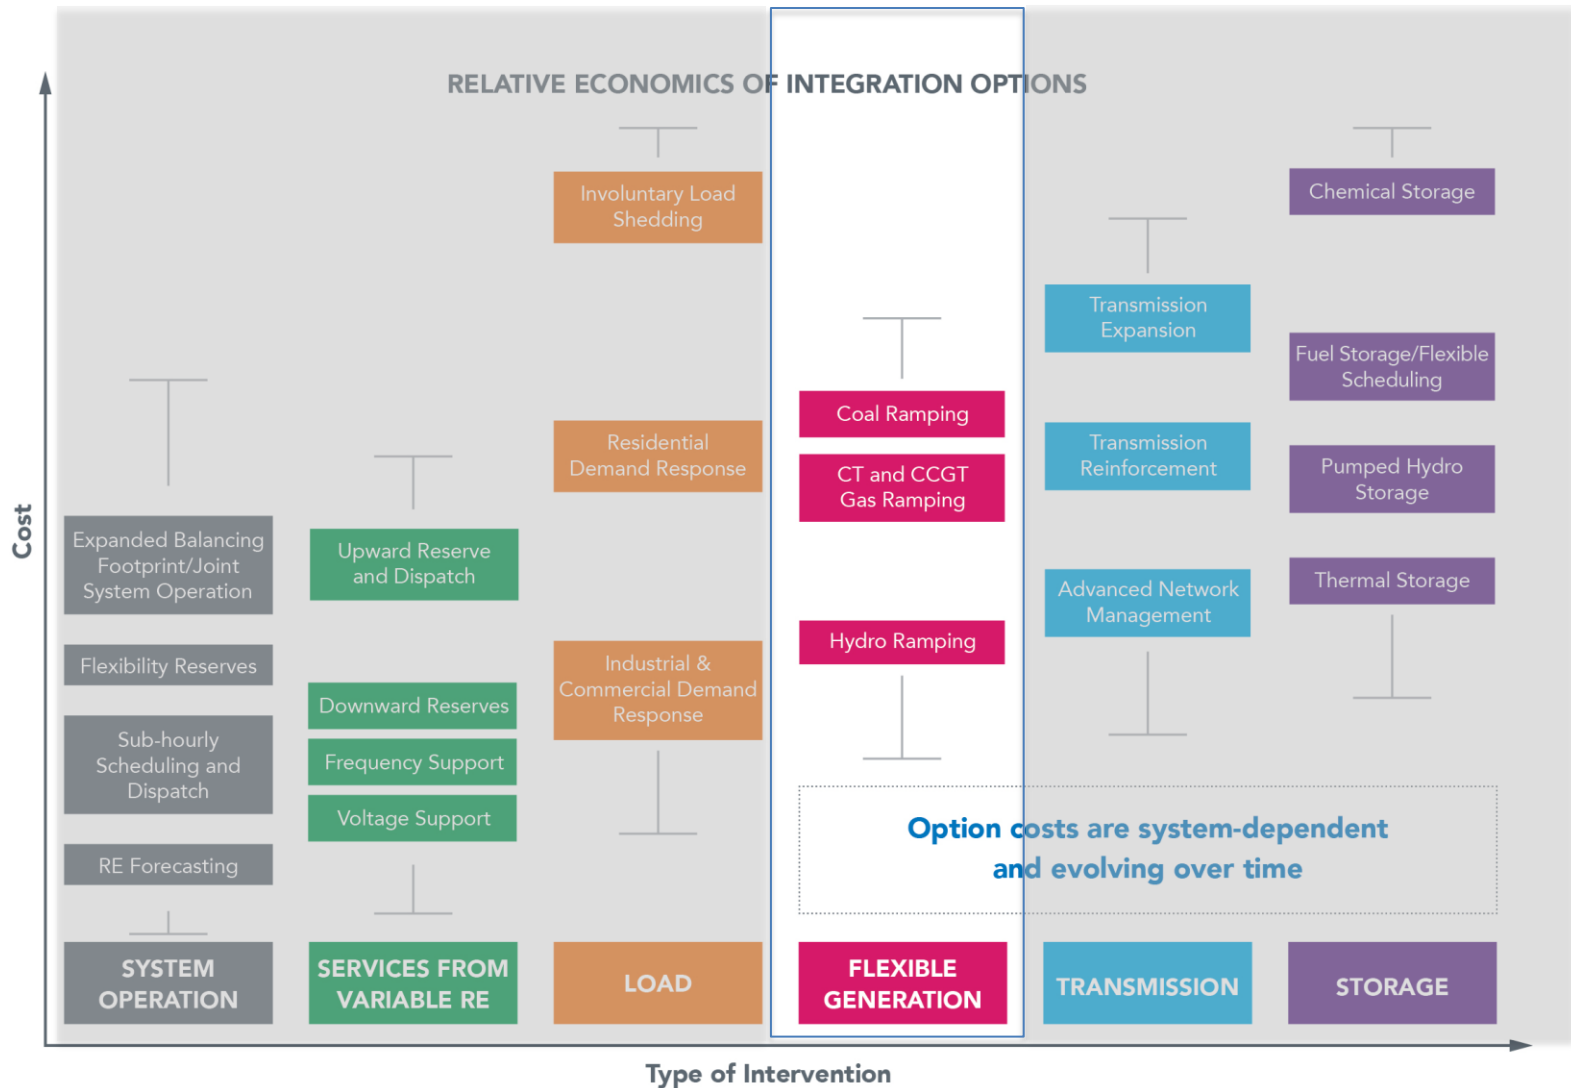 RELATIVE ECONOMICS OF INTEGRATION OPTIONS
Cost
Expanded Balancing
Footprint/Joint
System Operation
Flexibility Reserves
Sub-hourly
Scheduling and
Dispatch
RE Forecasting
SYSTEM
OPERATION
Upward Reserve
and Dispatch
Downward Reserves
Frequency Support
Voltage Support
SERVICES FROM
VARIABLE RE
Involuntary Load
Shedding
Residential
Demand Response
Industrial &
Commercial Demand
Response
LOAD
Coal Ramping
CT and CCGT
Gas Ramping
Hydro Ramping
FLEXIBLE
GENERATION
Transmission
Expansion
Transmission
Reinforcement
Advanced Network
Management
TRANSMISSION
Chemical Storage
Fuel Storage/Flexible
Scheduling
Pumped Hydro
Storage
Thermal Storage
STORAGE
Option costs are system-dependent
and evolving over time
Type of Intervention